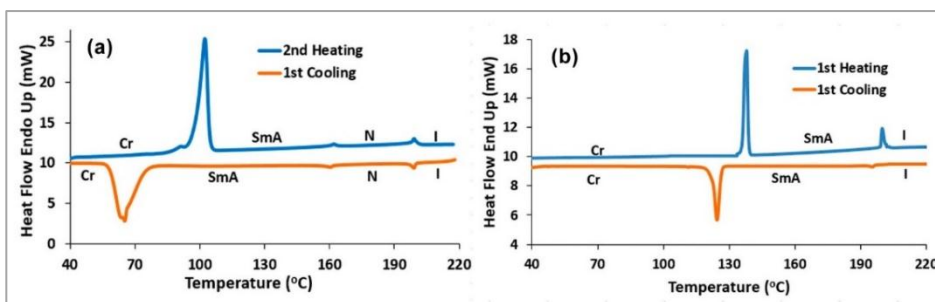 (a)
2nd Heating
1st Cooling
Heat Flow Endo Up (mW)
25
20
15
10
5
0
Cr
SmA
N
I
Cr
SmA
N
I
40
70
100
130
160
190
220
Temperature (°C)
(b)
1st Heating
1st Cooling
Heat Flow End Up (mW)
18
16
14
12
10
8
6
4
Cr
SmA
I
Cr
SmA
I
40
70
100
130
160
190
220
Temperature (°C)